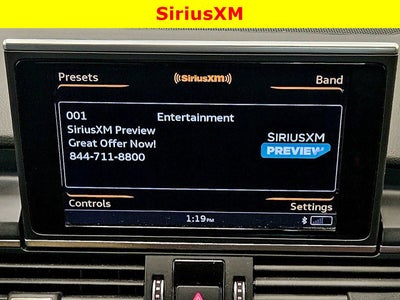 SiriusXM
Presets
((SiriusXM))
Band
001 Entertainment
SiriusXM Preview
Great Offer Now!
844-711-8800
SIRIUSXM
PREVIEW
Controls
Settings
1:19PM